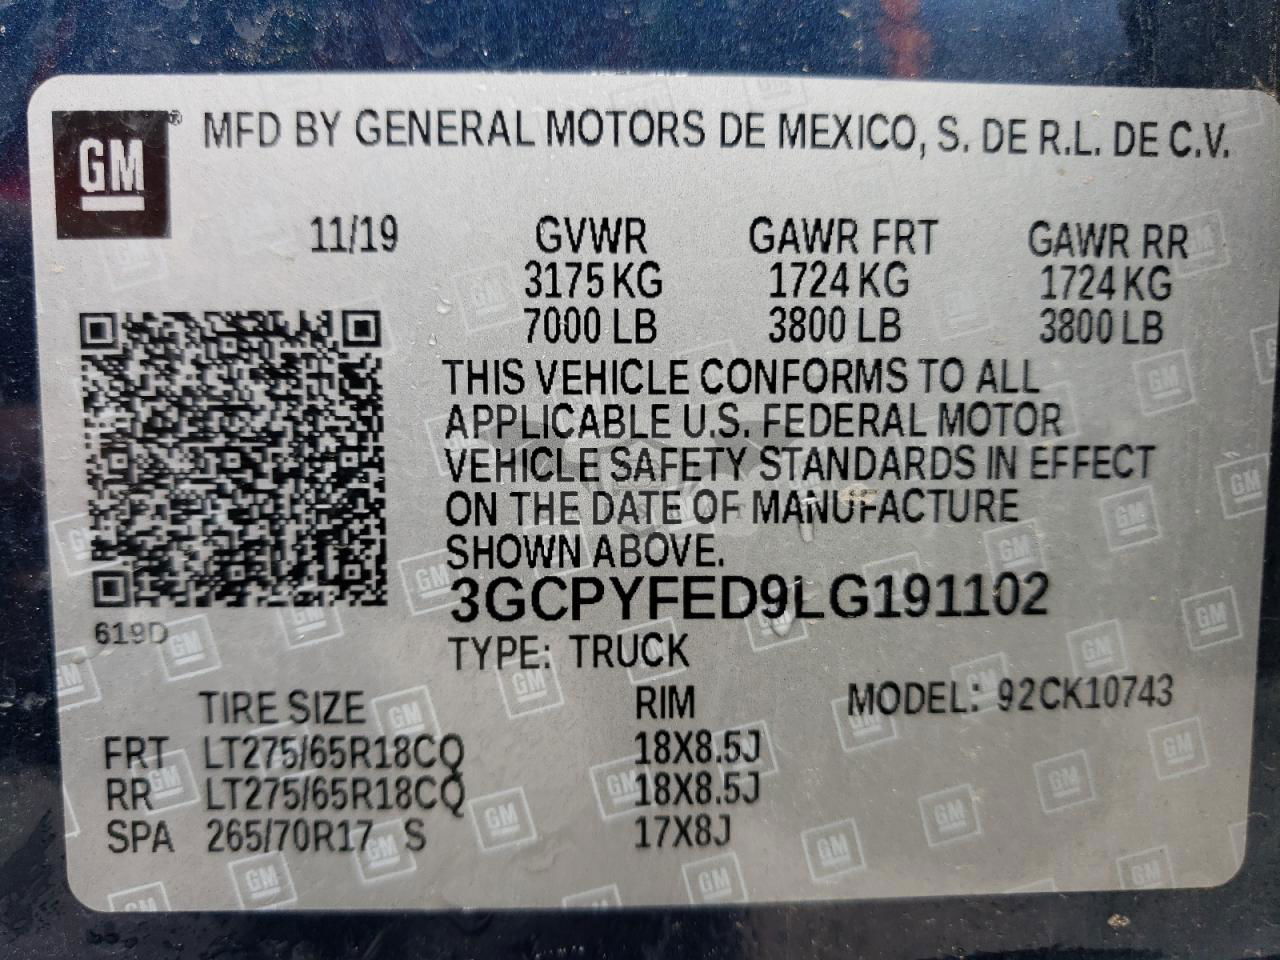 GM® MFD BY GENERAL MOTORS DE MEXICO, S. DE R.L. DE C.V.
11/19 GVWR GAWR FRT GAWR RR
3175 KG 1724 KG 1724 KG
7000 LB 3800 LB 3800 LB
THIS VEHICLE CONFORMS TO ALL
APPLICABLE U.S. FEDERAL MOTOR
VEHICLE SAFETY STANDARDS IN EFFECT
ON THE DATE OF MANUFACTURE
SHOWN ABOVE.
3GCPYFED9LG191102
619D
TYPE: TRUCK
TIRE SIZE RIM MODEL: 92CK10743
FRT LT275/65R18CQ 18X8.5J
RR LT275/65R18CQ 18X8.5J
SPA 265/70R17 S 17X8J